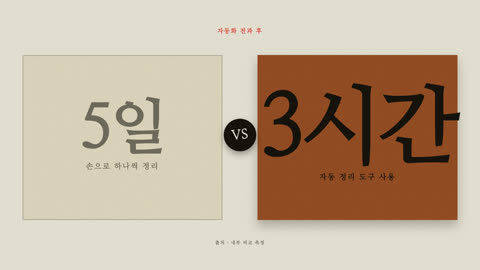 자동화 전과 후
5일
손으로 하나씩 정리
VS
3시간
자동 정리 도구 사용
출처 · 내부 비교 측정